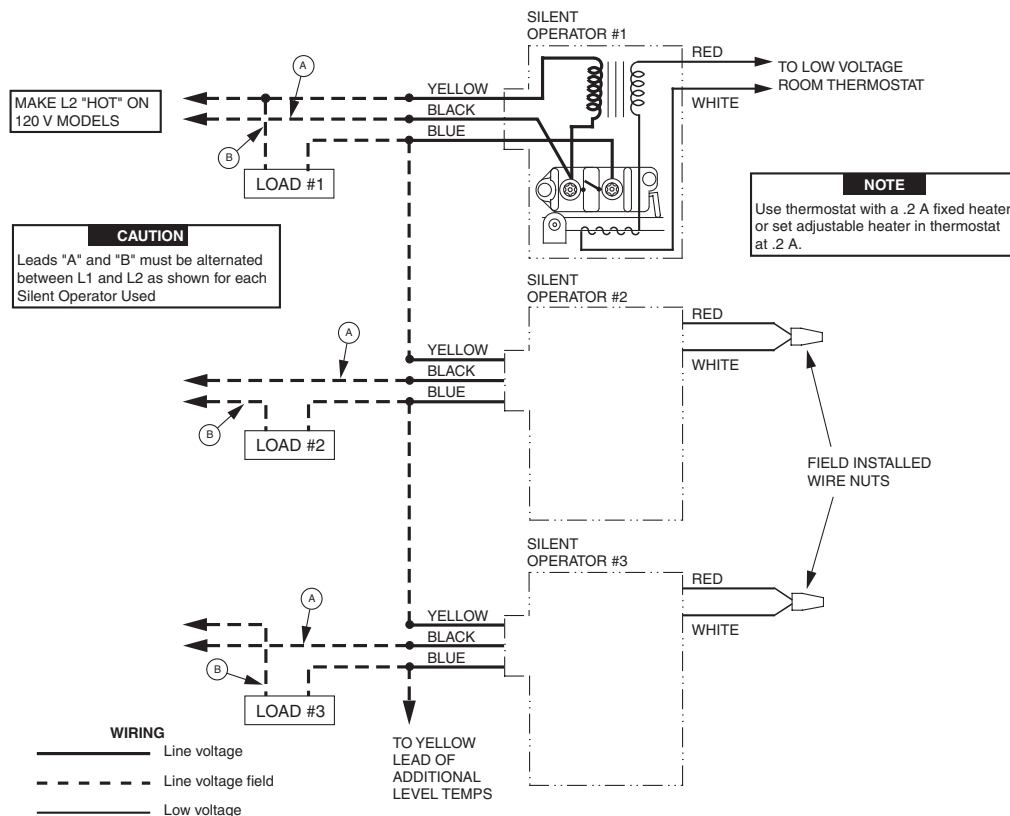 SILENT
OPERATOR #1
RED
TO LOW VOLTAGE
ROOM THERMOSTAT
WHITE
A
YELLOW
BLACK
BLUE
MAKE L2 "HOT" ON
120 V MODELS
B
LOAD #1
NOTE
Use thermostat with a .2 A fixed heater
or set adjustable heater in thermostat
at .2 A.
CAUTION
Leads "A" and "B" must be alternated
between L1 and L2 as shown for each
Silent Operator Used
SILENT
OPERATOR #2
RED
WHITE
A
YELLOW
BLACK
BLUE
B
LOAD #2
FIELD INSTALLED
WIRE NUTS
SILENT
OPERATOR #3
RED
WHITE
A
YELLOW
BLACK
BLUE
B
LOAD #3
TO YELLOW
LEAD OF
ADDITIONAL
LEVEL TEMPS
WIRING
Line voltage
Line voltage field
Low voltage